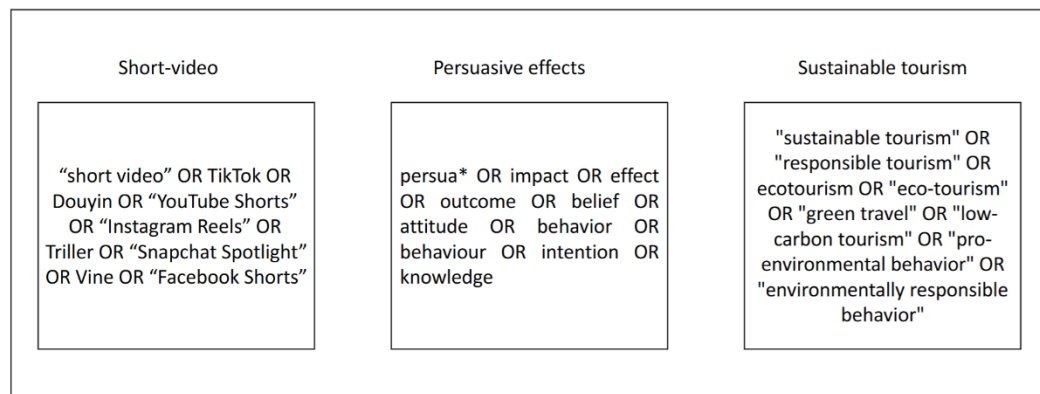 Short-video
“short video” OR TikTok OR
Douyin OR “YouTube Shorts”
OR “Instagram Reels” OR
Triller OR “Snapchat Spotlight”
OR Vine OR “Facebook Shorts”
Persuasive effects
persua* OR impact OR effect
OR outcome OR belief OR
attitude OR behavior OR
behaviour OR intention OR
knowledge
Sustainable tourism
"sustainable tourism" OR
"responsible tourism" OR
ecotourism OR "eco-tourism"
OR "green travel" OR "low-
carbon tourism" OR "pro-
environmental behavior" OR
"environmentally responsible
behavior"